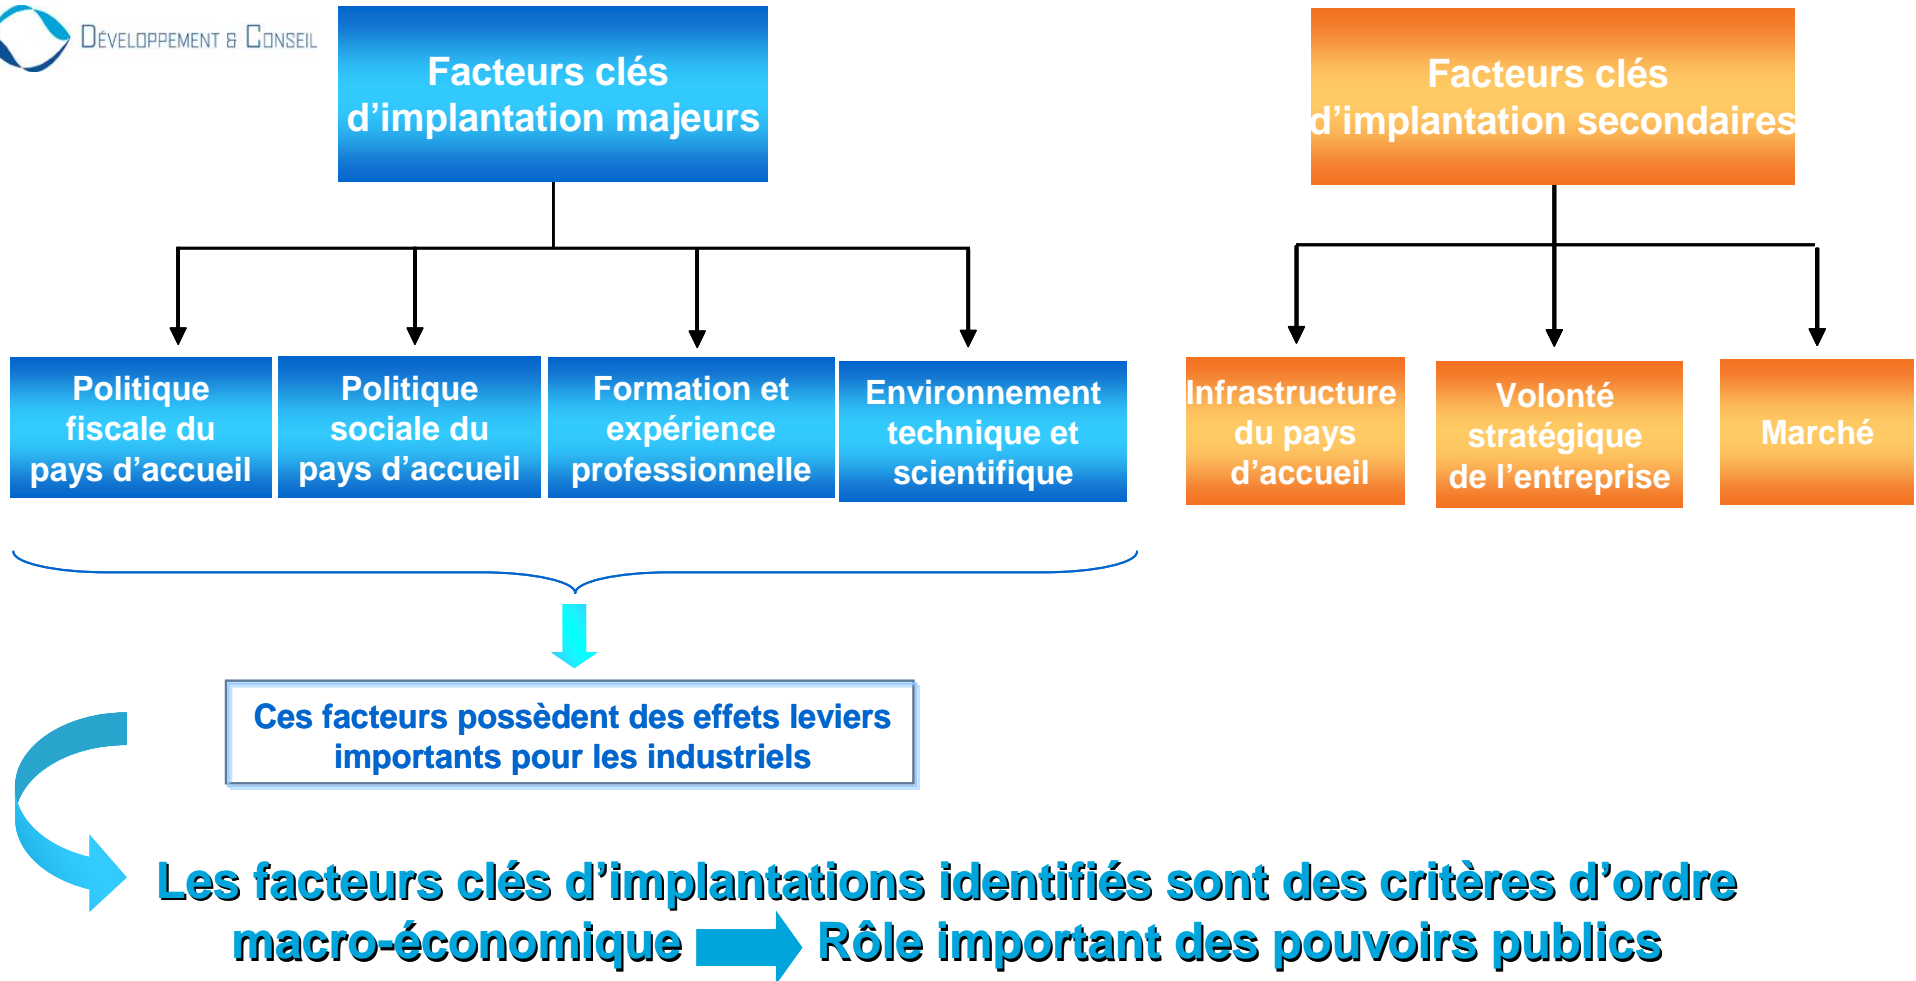 DÉVELOPPEMENT & CONSEIL
Facteurs clés
d’implantation majeurs
Facteurs clés
d’implantation secondaires
Politique
fiscale du
pays d’accueil
Politique
sociale du
pays d’accueil
Formation et
expérience
professionnelle
Environnement
technique et
scientifique
Infrastructure
du pays
d’accueil
Volonté
stratégique
de l’entreprise
Marché
Ces facteurs possèdent des effets leviers
importants pour les industriels
Les facteurs clés d’implantations identifiés sont des critères d’ordre
macro-économique Rôle important des pouvoirs publics